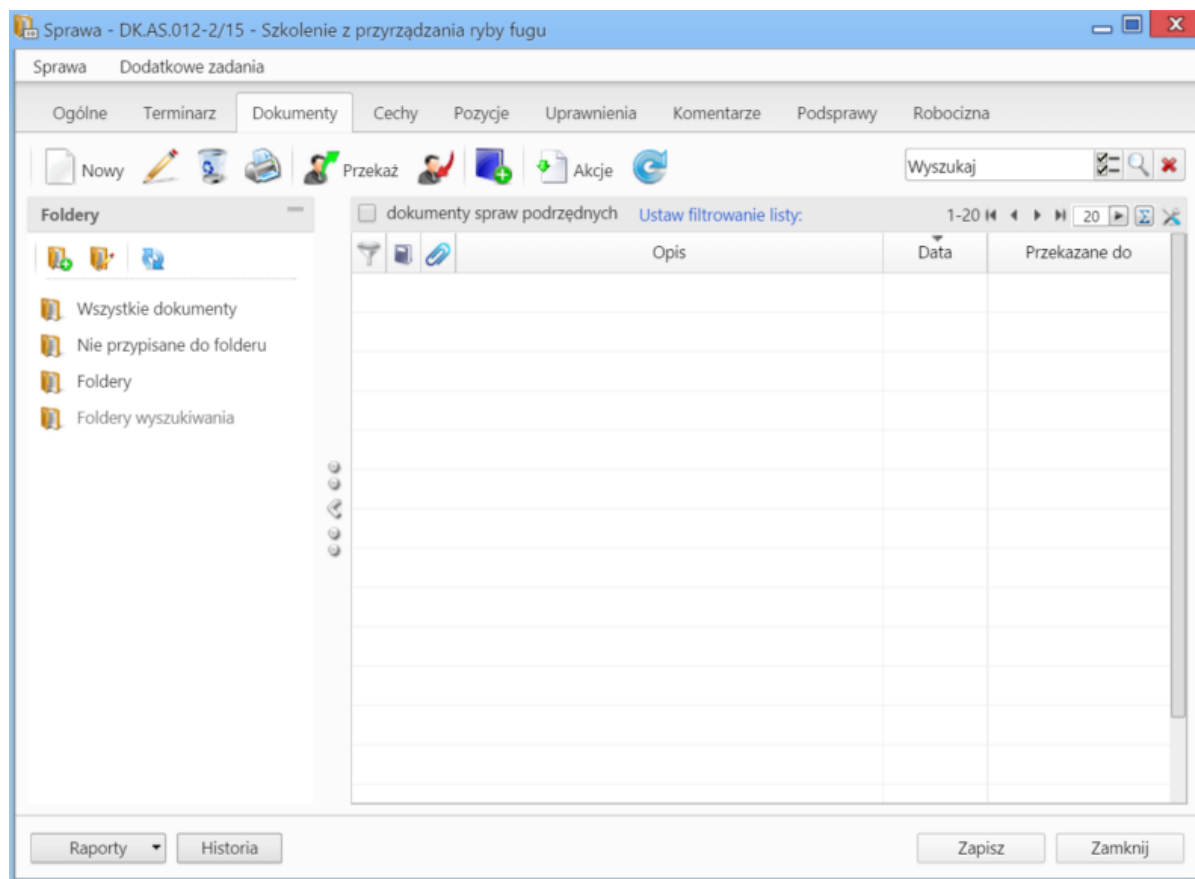 Sprawa - DK.AS.012-2/15 - Szkolenie z przyrządzania ryby fugu
Sprawa Dodatkowe zadania
Ogólne Terminarz Dokumenty Cechy Pozycje Uprawnienia Komentarze Podsprawy Robocizna
Nowy Przekaż Akcje Wyszukaj
Foldery
dokumenty spraw podrzędnych Ustaw filtrowanie listy: 1-20 20 Σ
Opis Data Przekazane do
Wszystkie dokumenty
Nie przypisane do folderu
Foldery
Foldery wyszukiwania
Raporty Historia Zapisz Zamknij